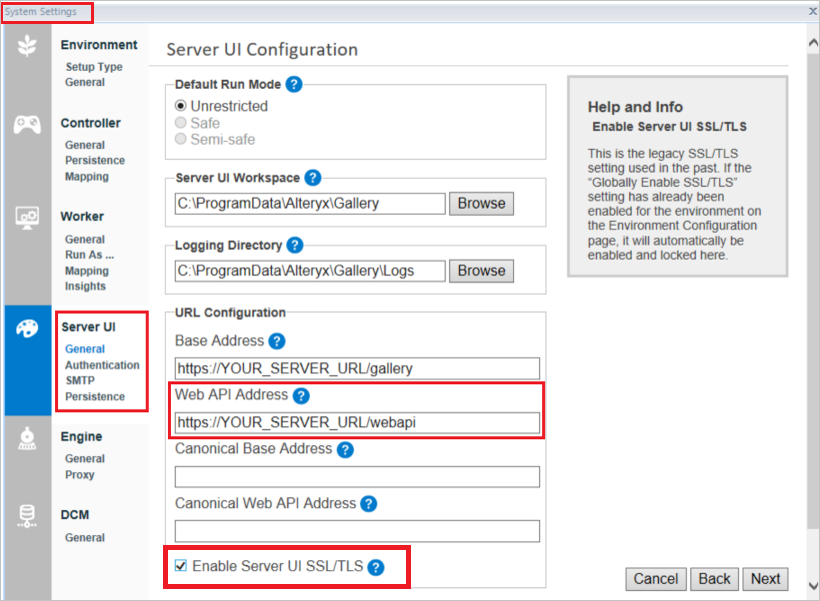 System Settings
X
Environment
Setup Type
General
Controller
General
Persistence
Mapping
Worker
General
Run As ...
Mapping
Insights
Server UI
General
Authentication
SMTP
Persistence
Engine
General
Proxy
DCM
General
Server UI Configuration
Default Run Mode ?
Unrestricted
Safe
Semi-safe
Server UI Workspace ?
C:\ProgramData\Alteryx\Gallery Browse
Logging Directory ?
C:\ProgramData\Alteryx\Gallery\Logs Browse
URL Configuration
Base Address ?
https://YOUR_SERVER_URL/gallery
Web API Address ?
https://YOUR_SERVER_URL/webapi
Canonical Base Address ?
Canonical Web API Address ?
Enable Server UI SSL/TLS ?
Help and Info
Enable Server UI SSL/TLS
This is the legacy SSL/TLS
setting used in the past. If the
“Globally Enable SSL/TLS”
setting has already been
enabled for the environment on
the Environment Configuration
page, it will automatically be
enabled and locked here.
Cancel Back Next